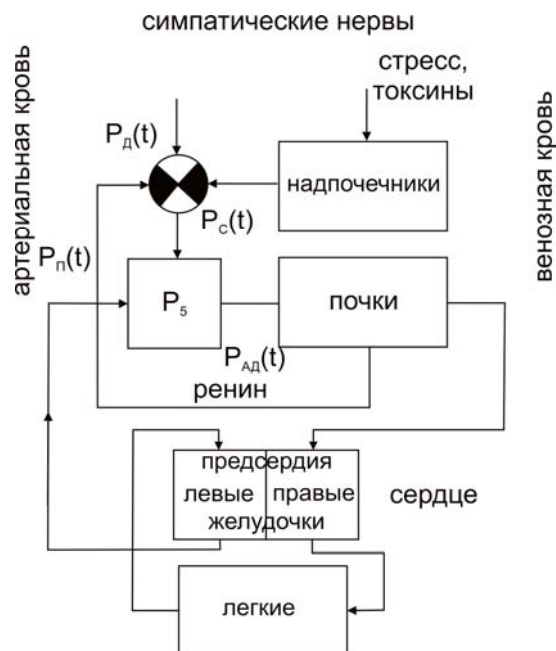 симпатические нервы
стресс,
токсины
артериальная кровь
венозная кровь
Pд(t)
надпочечники
Pс(t)
Pп(t)
P5
почки
PАД(t)
ренин
предсердия
левые
правые
желудочки
сердце
легкие